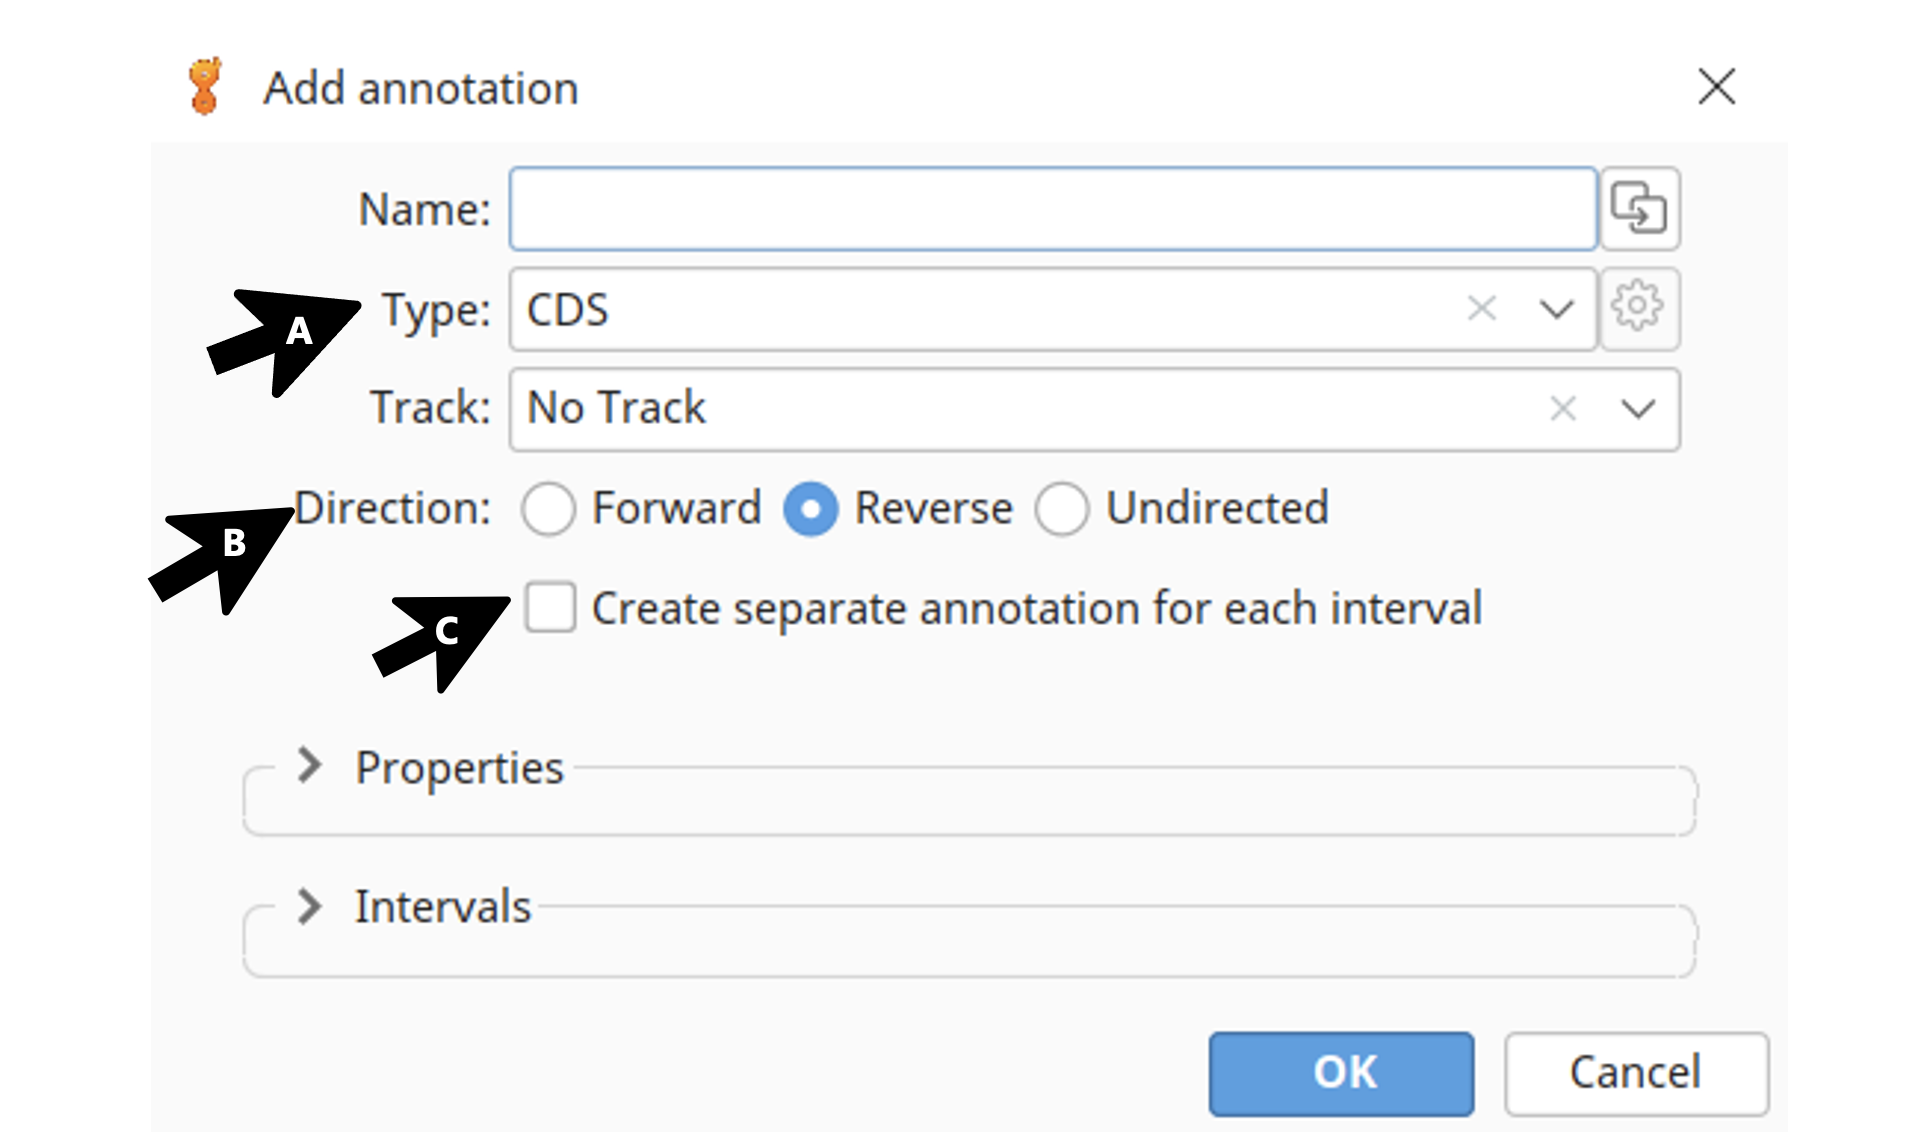 Add annotation
Name:
A Type: CDS
Track: No Track
B Direction: Forward Reverse Undirected
C Create separate annotation for each interval
Properties
Intervals
OK Cancel